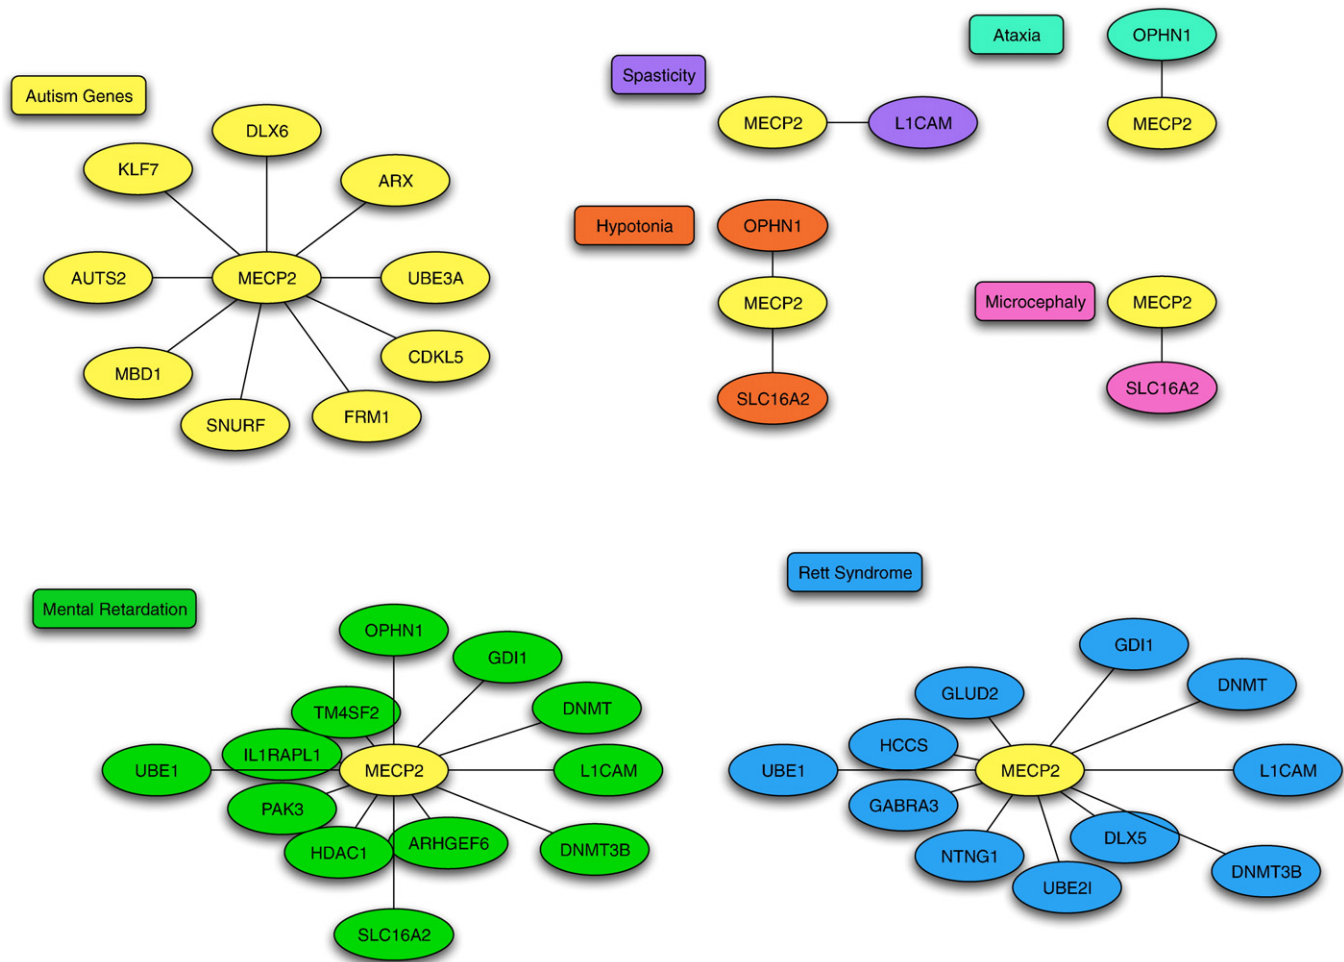 Autism Genes
DLX6
KLF7
ARX
AUTS2
MECP2
UBE3A
CDKL5
MBD1
SNURF
FRM1
Spasticity
MECP2
L1CAM
Ataxia
OPHN1
MECP2
Hypotonia
OPHN1
MECP2
SLC16A2
Microcephaly
MECP2
SLC16A2
Mental Retardation
OPHN1
GDI1
TM4SF2
DNMT
IL1RAPL1
UBE1
MECP2
L1CAM
PAK3
HDAC1
ARHGEF6
DNMT3B
SLC16A2
Rett Syndrome
GDI1
GLUD2
DNMT
HCCS
UBE1
MECP2
L1CAM
GABRA3
DLX5
NTNG1
DNMT3B
UBE2I